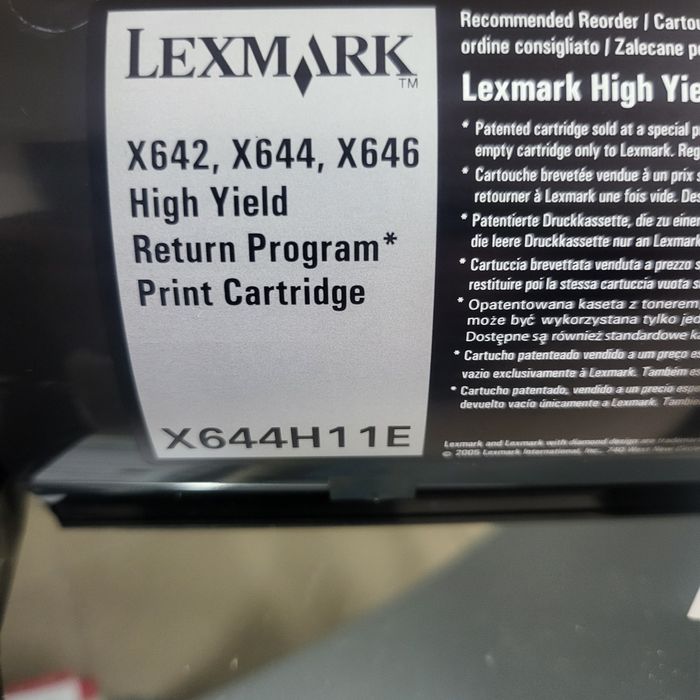 LEXMARK
TM
X642, X644, X646
High Yield
Return Program*
Print Cartridge
X644H11E
Recommended Reorder / Cartou
ordine consigliato / Zalecane p
Lexmark High Yie
* Patented cartridge sold at a special p
empty cartridge only to Lexmark. Reg
* Cartouche brevetée vendue à un prix s
retourner à Lexmark une fois vide. Des
* Patentierte Druckkassette, die zu einer
die leere Druckkassette nur an Lexmark
* Cartuccia brevettata venduta a prezzo s
restituire poi la stessa cartuccia vuota s
* Opatentowana kaseta z tonerem
może być wykorzystana tylko jed
Dostępne są również standardowe ka
* Cartucho patenteado vendido a um preço es
vazio exclusivamente à Lexmark. Também es
* Cartucho patentado, vendido a un precio espe
devuelto vacío únicamente a Lexmark. Tambié
Lexmark and Lexmark with diamond design are trademark
© 2005 Lexmark International, Inc., 740 West New Circle